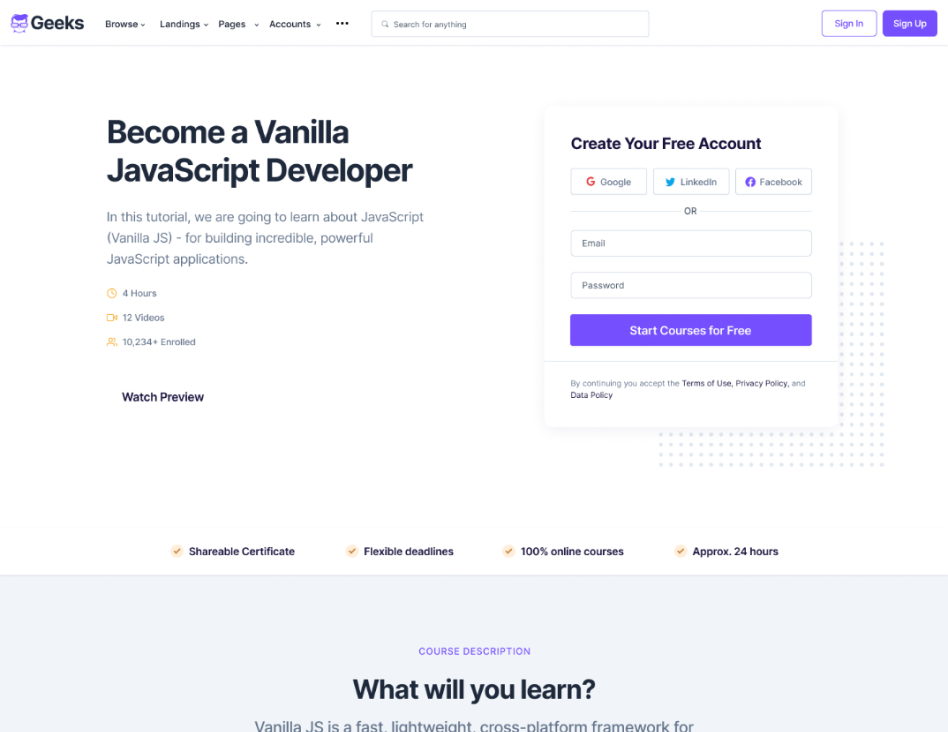 Geeks
Browse
Landings
Pages
Accounts
Search for anything
Sign In
Sign Up
Become a Vanilla
JavaScript Developer
In this tutorial, we are going to learn about JavaScript
(Vanilla JS) - for building incredible, powerful
JavaScript applications.
4 Hours
12 Videos
10,234+ Enrolled
Watch Preview
Create Your Free Account
Google
LinkedIn
Facebook
OR
Email
Password
Start Courses for Free
By continuing you accept the Terms of Use, Privacy Policy, and
Data Policy
Shareable Certificate
Flexible deadlines
100% online courses
Approx. 24 hours
COURSE DESCRIPTION
What will you learn?
Vanilla JS is a fast, lightweight, cross-platform framework for